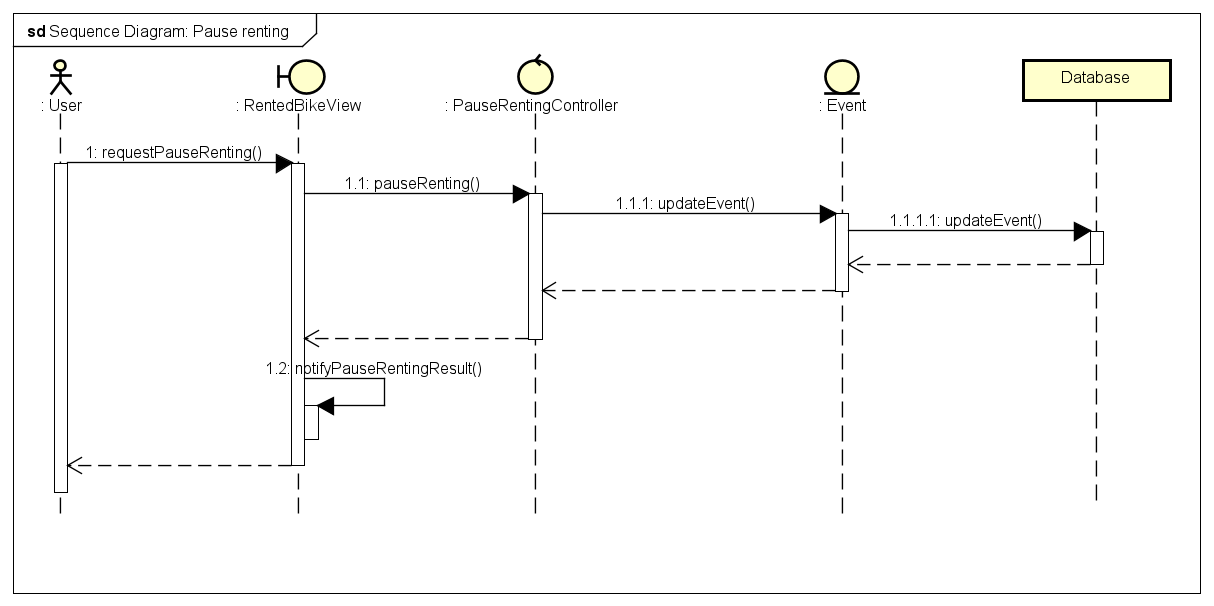 sd Sequence Diagram: Pause renting
: User
: RentedBikeView
: PauseRentingController
: Event
Database
1: requestPauseRenting()
1.1: pauseRenting()
1.1.1: updateEvent()
1.1.1.1: updateEvent()
1.2: notifyPauseRentingResult()